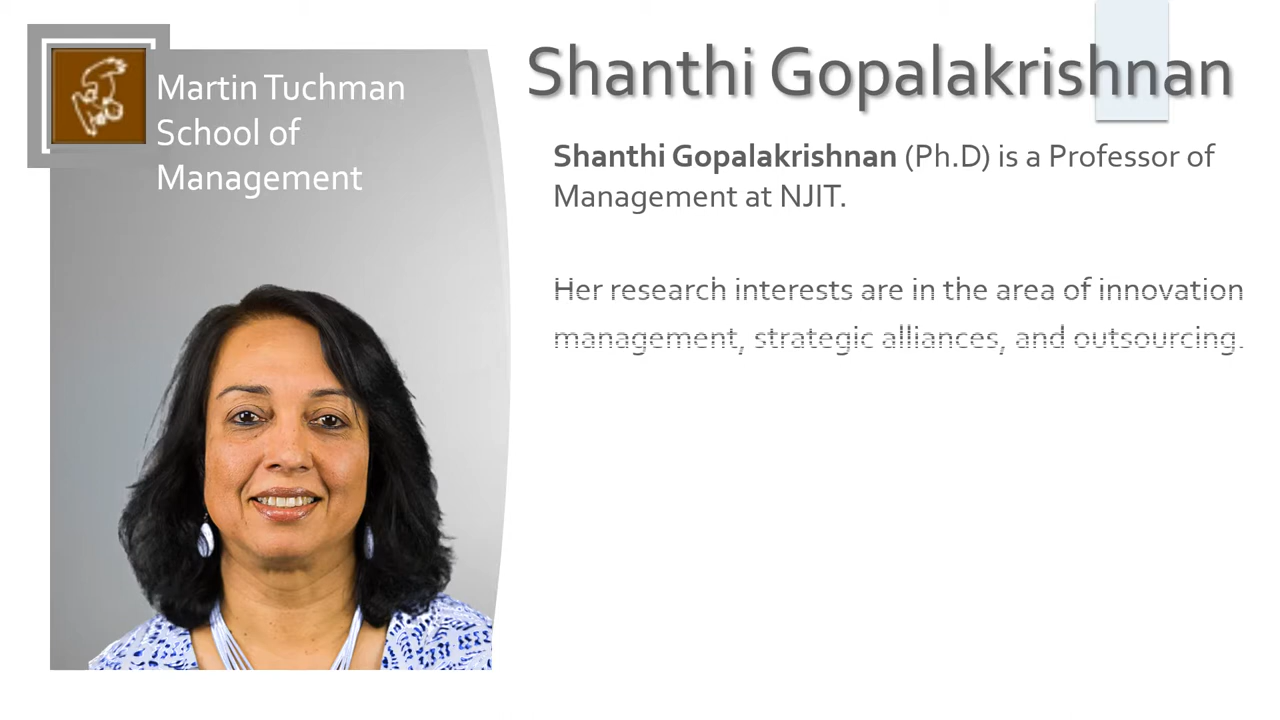 Martin Tuchman
School of
Management
Shanthi Gopalakrishnan
Shanthi Gopalakrishnan (Ph.D) is a Professor of
Management at NJIT.
Her research interests are in the area of innovation
management, strategic alliances, and outsourcing.